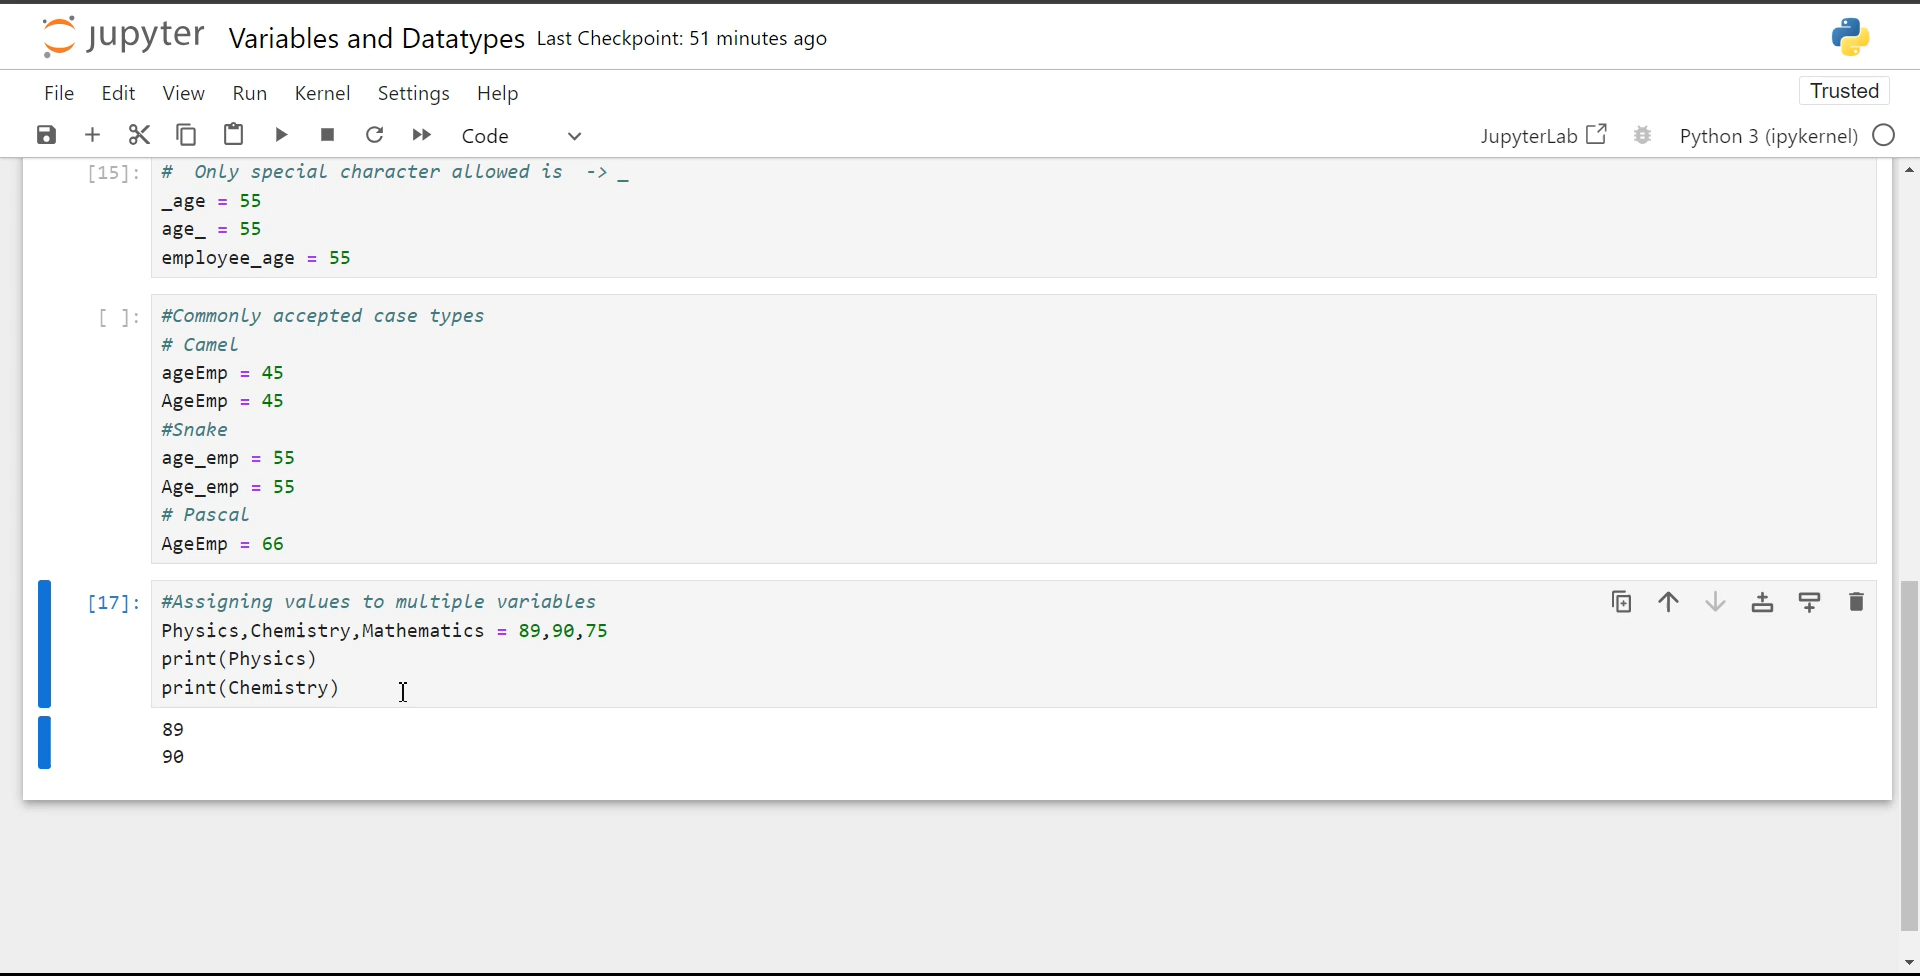 jupyter Variables and Datatypes Last Checkpoint: 51 minutes ago
File Edit View Run Kernel Settings Help Trusted
Code JupyterLab Python 3 (ipykernel)
[15]: # Only special character allowed is -> _
_age = 55
age_ = 55
employee_age = 55
[ ]: #Commonly accepted case types
# Camel
ageEmp = 45
AgeEmp = 45
#Snake
age_emp = 55
Age_emp = 55
# Pascal
AgeEmp = 66
[17]: #Assigning values to multiple variables
Physics,Chemistry,Mathematics = 89,90,75
print(Physics)
print(Chemistry)
89
90